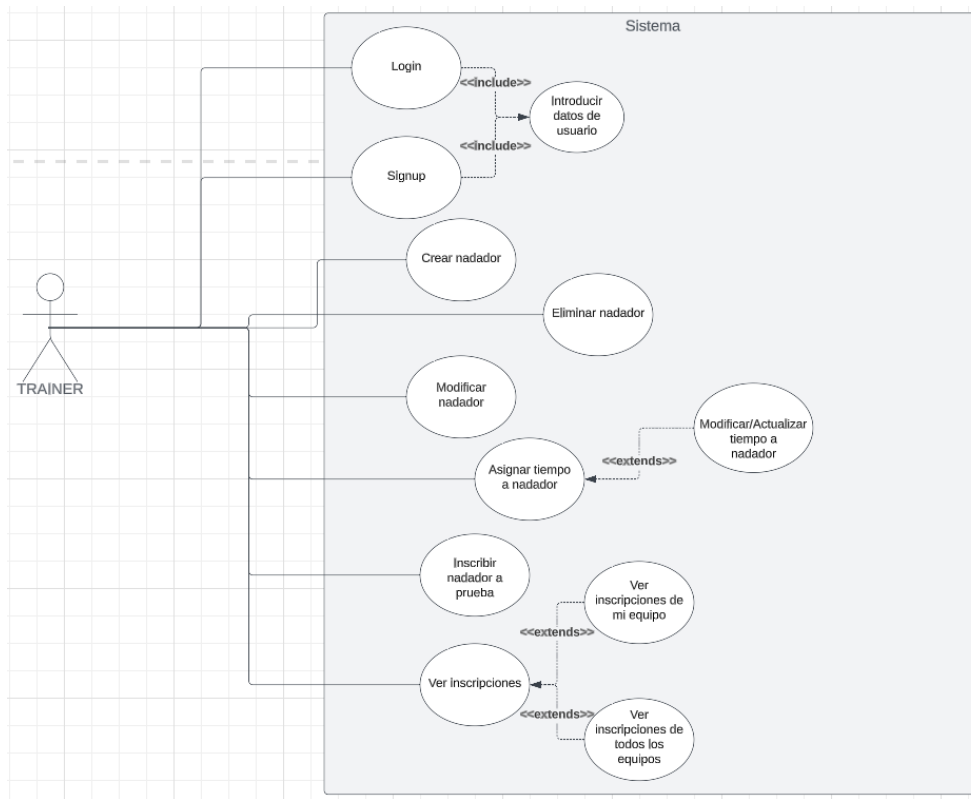 Sistema
Login
<<include>>
Introducir
datos de
usuario
<<include>>
Signup
Crear nadador
Eliminar nadador
TRAINER
Modificar
nadador
Modificar/Actualizar
tiempo a
nadador
<<extends>>
Asignar tiempo
a nadador
Inscribir
nadador a
prueba
Ver
inscripciones de
mi equipo
<<extends>>
Ver inscripciones
<<extends>>
Ver
inscripciones de
todos los
equipos